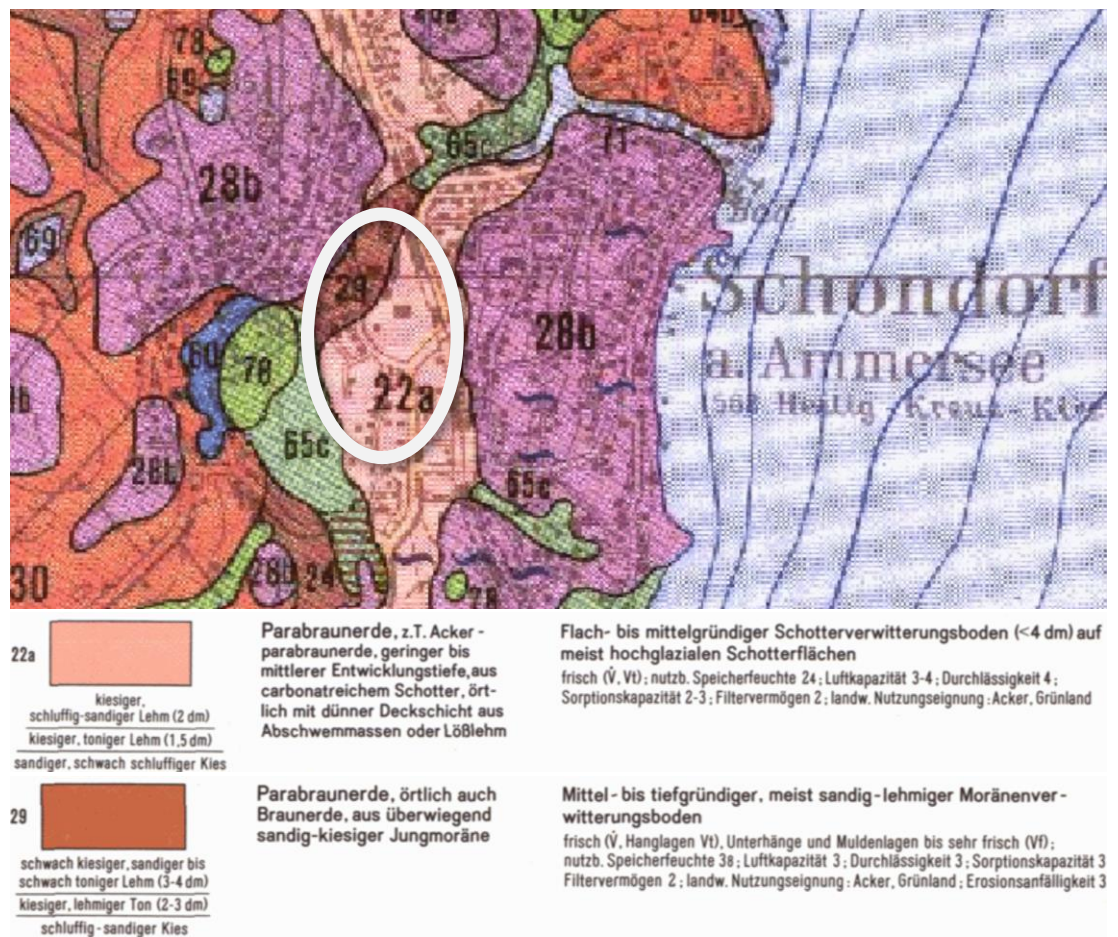 78
69
28b
65c
71
69
29
Schondorf
28b
a. Ammersee
60
78
22a
65c
65c
28b
30
24
78
22a
kiesiger,
schluffig-sandiger Lehm (2 dm)
kiesiger, toniger Lehm (1,5 dm)
sandiger, schwach schluffiger Kies
Parabraunerde, z.T. Acker-
parabraunerde, geringer bis
mittlerer Entwicklungstiefe, aus
carbonatreichem Schotter, ört-
lich mit dünner Deckschicht aus
Abschwemmassen oder Lößlehm
Flach- bis mittelgründiger Schotterverwitterungsboden (<4 dm) auf
meist hochglazialen Schotterflächen
frisch (V̇, Vt); nutzb. Speicherfeuchte 24; Luftkapazität 3-4; Durchlässigkeit 4;
Sorptionskapazität 2-3; Filtervermögen 2; landw. Nutzungseignung: Acker, Grünland
29
schwach kiesiger, sandiger bis
schwach toniger Lehm (3-4 dm)
kiesiger, lehmiger Ton (2-3 dm)
schluffig-sandiger Kies
Parabraunerde, örtlich auch
Braunerde, aus überwiegend
sandig-kiesiger Jungmoräne
Mittel- bis tiefgründiger, meist sandig-lehmiger Moränenver-
witterungsboden
frisch (V̇, Hanglagen Vt), Unterhänge und Muldenlagen bis sehr frisch (Vf);
nutzb. Speicherfeuchte 38; Luftkapazität 3; Durchlässigkeit 3; Sorptionskapazität 3
Filtervermögen 2; landw. Nutzungseignung: Acker, Grünland; Erosionsanfälligkeit 3